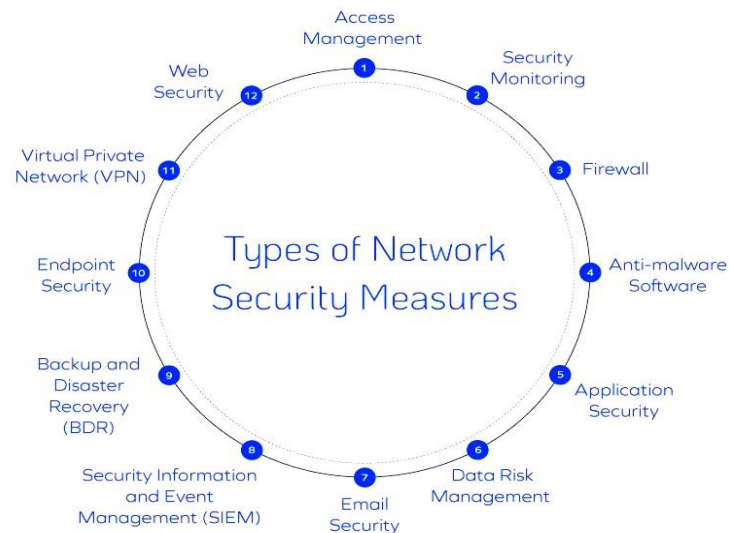 Types of Network
Security Measures
1
Access
Management
2
Security
Monitoring
3
Firewall
4
Anti-malware
Software
5
Application
Security
6
Data Risk
Management
7
Email
Security
8
Security Information
and Event
Management (SIEM)
9
Backup and
Disaster
Recovery
(BDR)
10
Endpoint
Security
11
Virtual Private
Network (VPN)
12
Web
Security